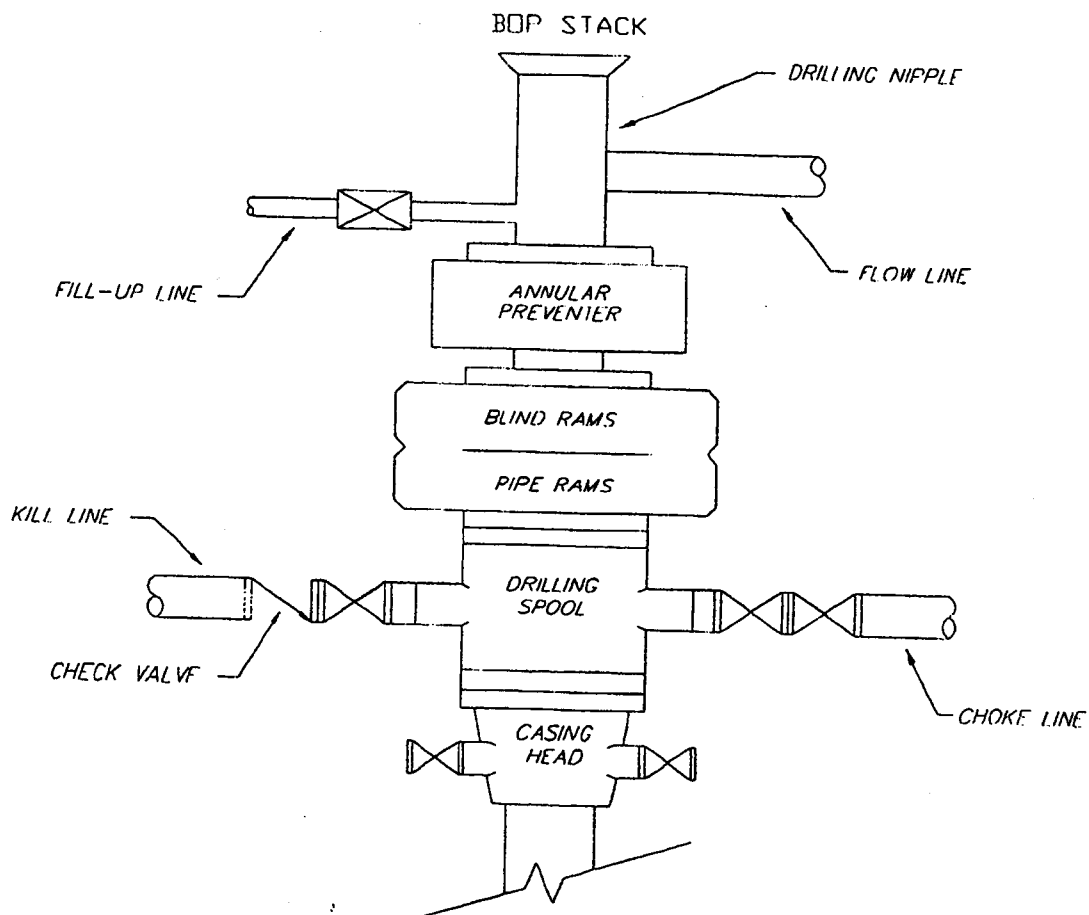 BOP STACK
DRILLING NIPPLE
FILL-UP LINE
FLOW LINE
ANNULAR
PREVENTER
BLIND RAMS
PIPE RAMS
KILL LINE
DRILLING
SPOOL
CHECK VALVE
CHOKE LINE
CASING
HEAD